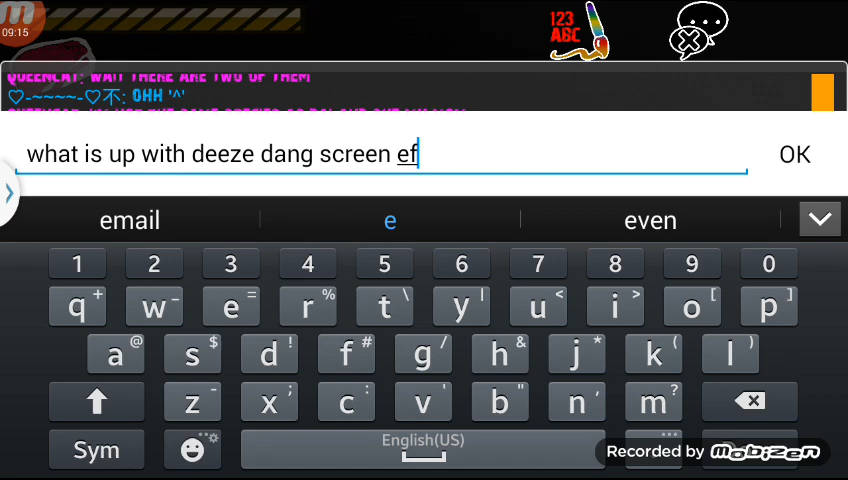 09:15
123
ABC
QUEENCAT: WAIT THERE ARE TWO OF THEM
♡-~~~~-♡不: OHH '^'
what is up with deeze dang screen ef
OK
email e even
1 2 3 4 5 6 7 8 9 0
q + w - e = r % t \ y | u < i > o [ p ]
a @ s $ d ! f # g / h & j * k ( l )
z - x ; c : v ' b " n , m ?
Sym English(US)
Recorded by mobizen